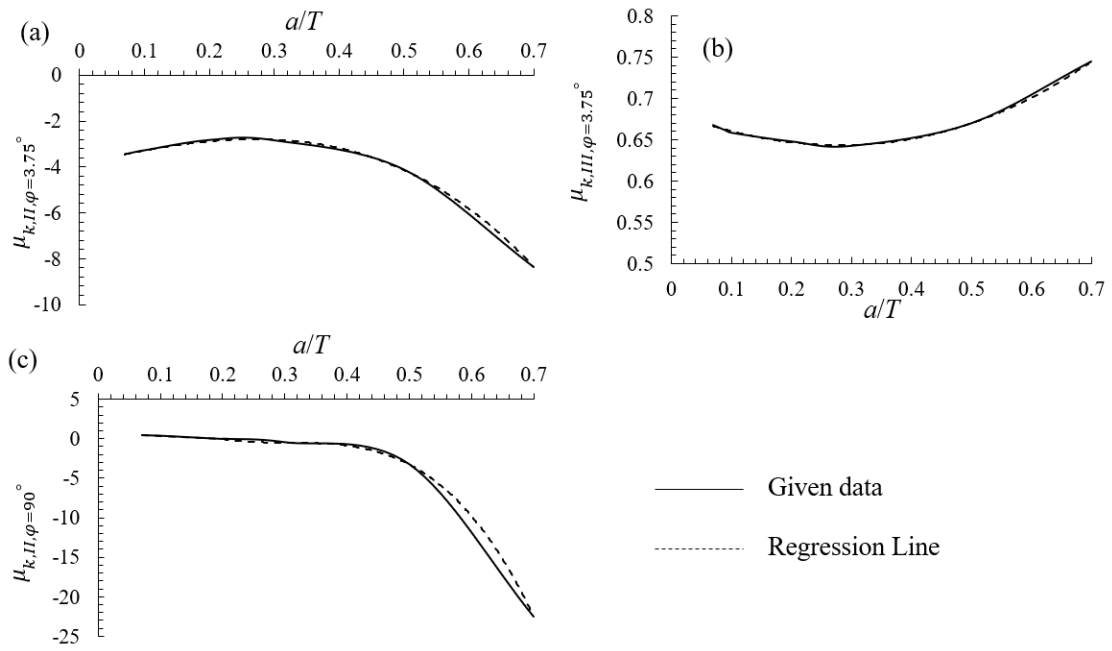 (a)
a/T
0 0.1 0.2 0.3 0.4 0.5 0.6 0.7
0
-2
-4
-6
-8
-10
μk,II,φ=3.75°
(b)
0.8
0.75
0.7
0.65
0.6
0.55
0.5
μk,III,φ=3.75°
0 0.1 0.2 0.3 0.4 0.5 0.6 0.7
a/T
(c)
a/T
0 0.1 0.2 0.3 0.4 0.5 0.6 0.7
5
0
-5
-10
-15
-20
-25
μk,II,φ=90°
Given data
Regression Line